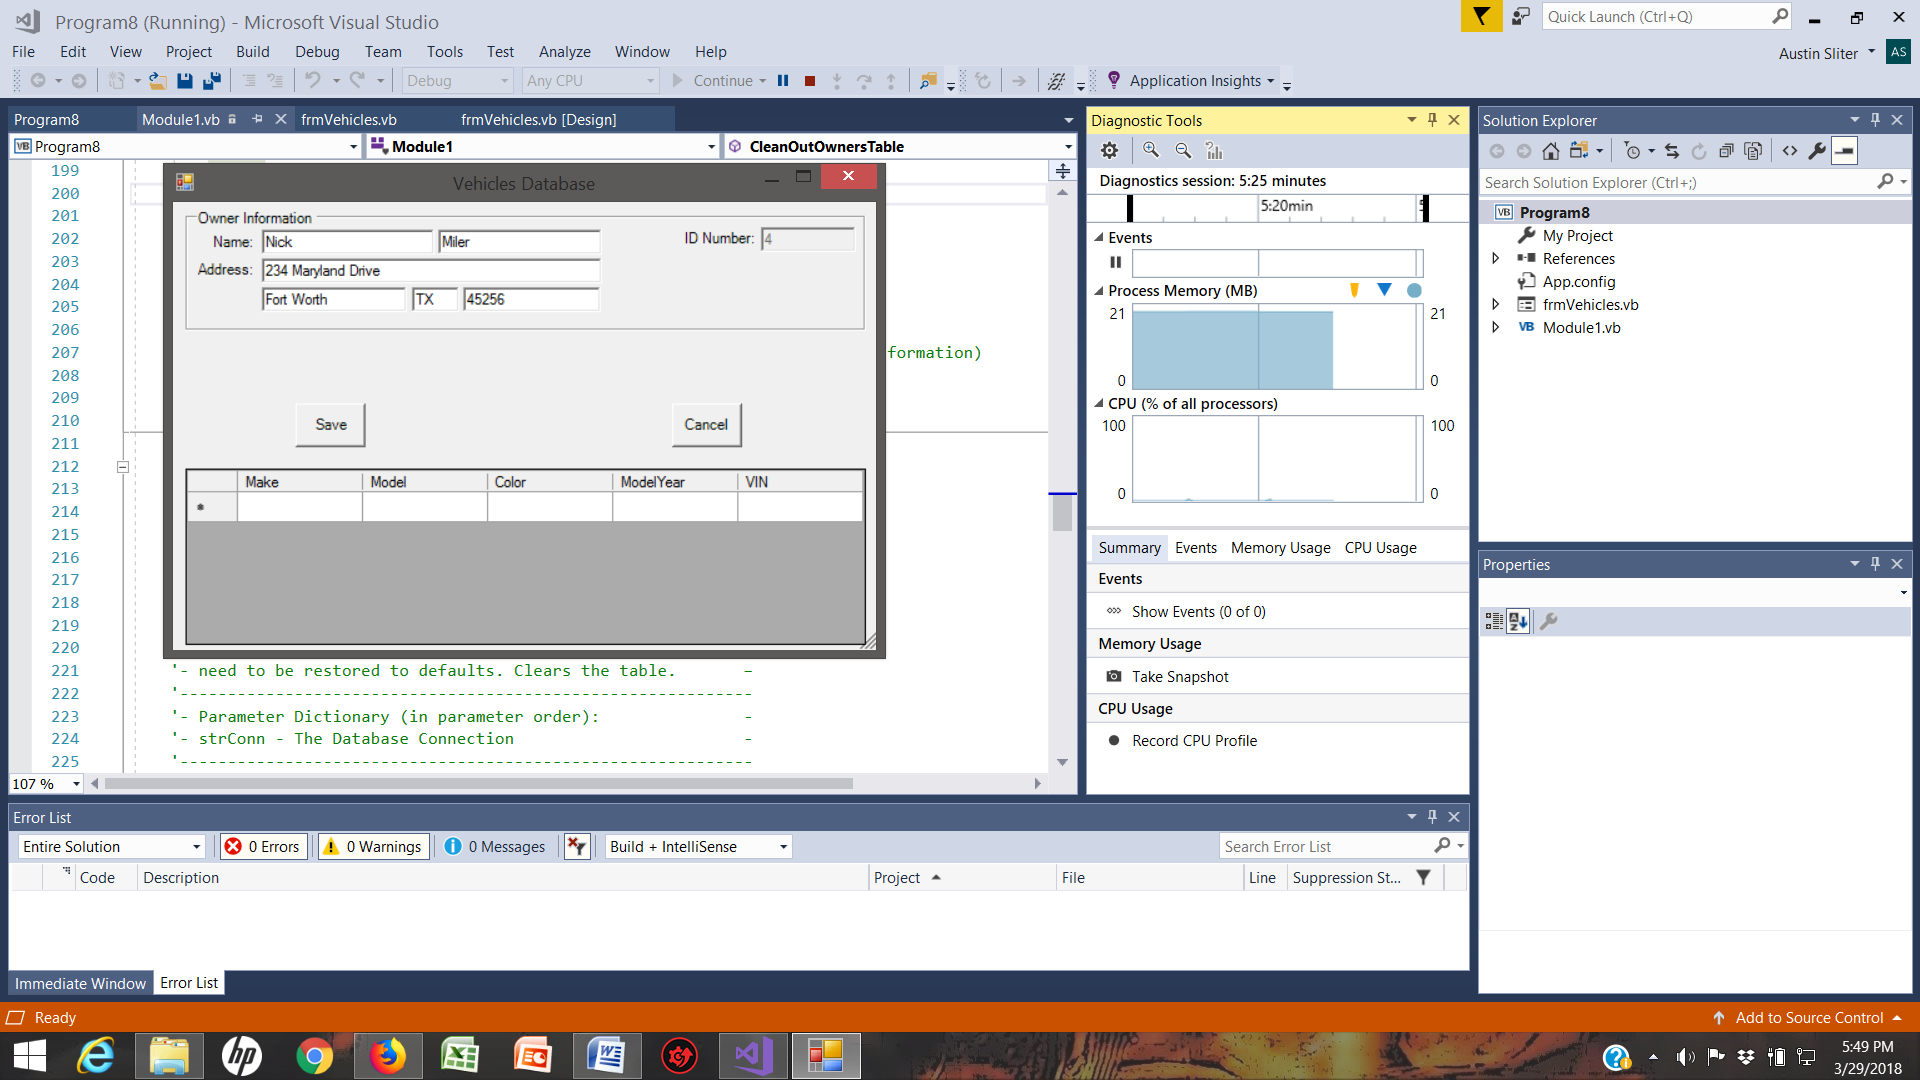 Program8 (Running) - Microsoft Visual Studio
Quick Launch (Ctrl+Q)
File Edit View Project Build Debug Team Tools Test Analyze Window Help
Austin Sliter AS
Debug Any CPU Continue Application Insights
Program8 Module1.vb frmVehicles.vb frmVehicles.vb [Design]
VB Program8 Module1 CleanOutOwnersTable
199
200
201
202
203
204
205
206
207 formation)
208
209
210
211
212
213
214
215
216
217
218
219
220
221 '- need to be restored to defaults. Clears the table. -
222 '------------------------------------------------------------
223 '- Parameter Dictionary (in parameter order): -
224 '- strConn - The Database Connection -
225 '------------------------------------------------------------
107 %
Vehicles Database
Owner Information
Name: Nick Miler ID Number: 4
Address: 234 Maryland Drive
Fort Worth TX 45256
Save Cancel
Make Model Color ModelYear VIN
*
Diagnostic Tools
Diagnostics session: 5:25 minutes
5:20min 5
Events
Process Memory (MB)
21 21
0 0
CPU (% of all processors)
100 100
0 0
Summary Events Memory Usage CPU Usage
Events
Show Events (0 of 0)
Memory Usage
Take Snapshot
CPU Usage
Record CPU Profile
Solution Explorer
Search Solution Explorer (Ctrl+;)
VB Program8
My Project
References
App.config
frmVehicles.vb
VB Module1.vb
Properties
Error List
Entire Solution 0 Errors 0 Warnings 0 Messages Build + IntelliSense Search Error List
Code Description Project File Line Suppression St...
Immediate Window Error List
Ready
Add to Source Control
5:49 PM
3/29/2018